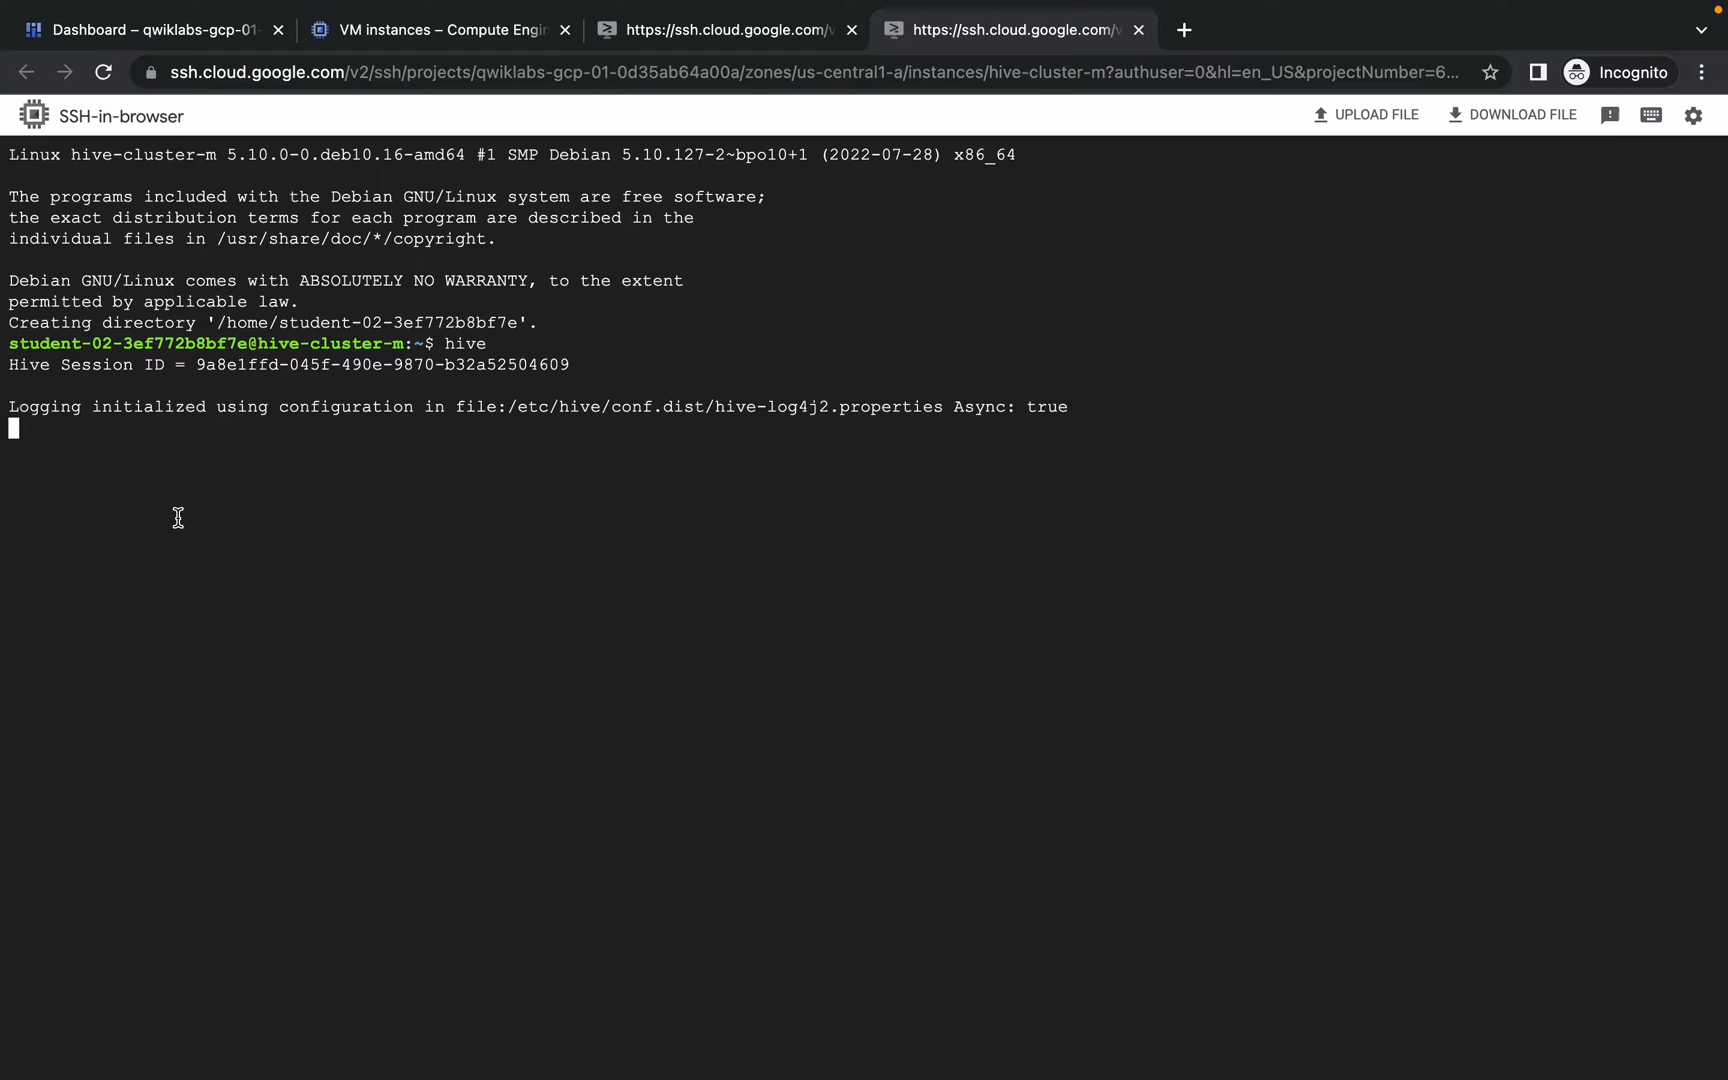 Dashboard – qwiklabs-gcp-01-
VM instances – Compute Engin
https://ssh.cloud.google.com/v
https://ssh.cloud.google.com/v
ssh.cloud.google.com/v2/ssh/projects/qwiklabs-gcp-01-0d35ab64a00a/zones/us-central1-a/instances/hive-cluster-m?authuser=0&hl=en_US&projectNumber=6...
Incognito
SSH-in-browser
UPLOAD FILE
DOWNLOAD FILE
Linux hive-cluster-m 5.10.0-0.deb10.16-amd64 #1 SMP Debian 5.10.127-2~bpo10+1 (2022-07-28) x86_64
The programs included with the Debian GNU/Linux system are free software;
the exact distribution terms for each program are described in the
individual files in /usr/share/doc/*/copyright.
Debian GNU/Linux comes with ABSOLUTELY NO WARRANTY, to the extent
permitted by applicable law.
Creating directory '/home/student-02-3ef772b8bf7e'.
student-02-3ef772b8bf7e@hive-cluster-m:~$ hive
Hive Session ID = 9a8e1ffd-045f-490e-9870-b32a52504609
Logging initialized using configuration in file:/etc/hive/conf.dist/hive-log4j2.properties Async: true